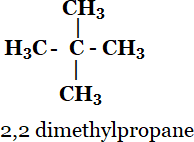 CH₃
|
H₃C - C - CH₃
|
CH₃
2,2 dimethylpropane